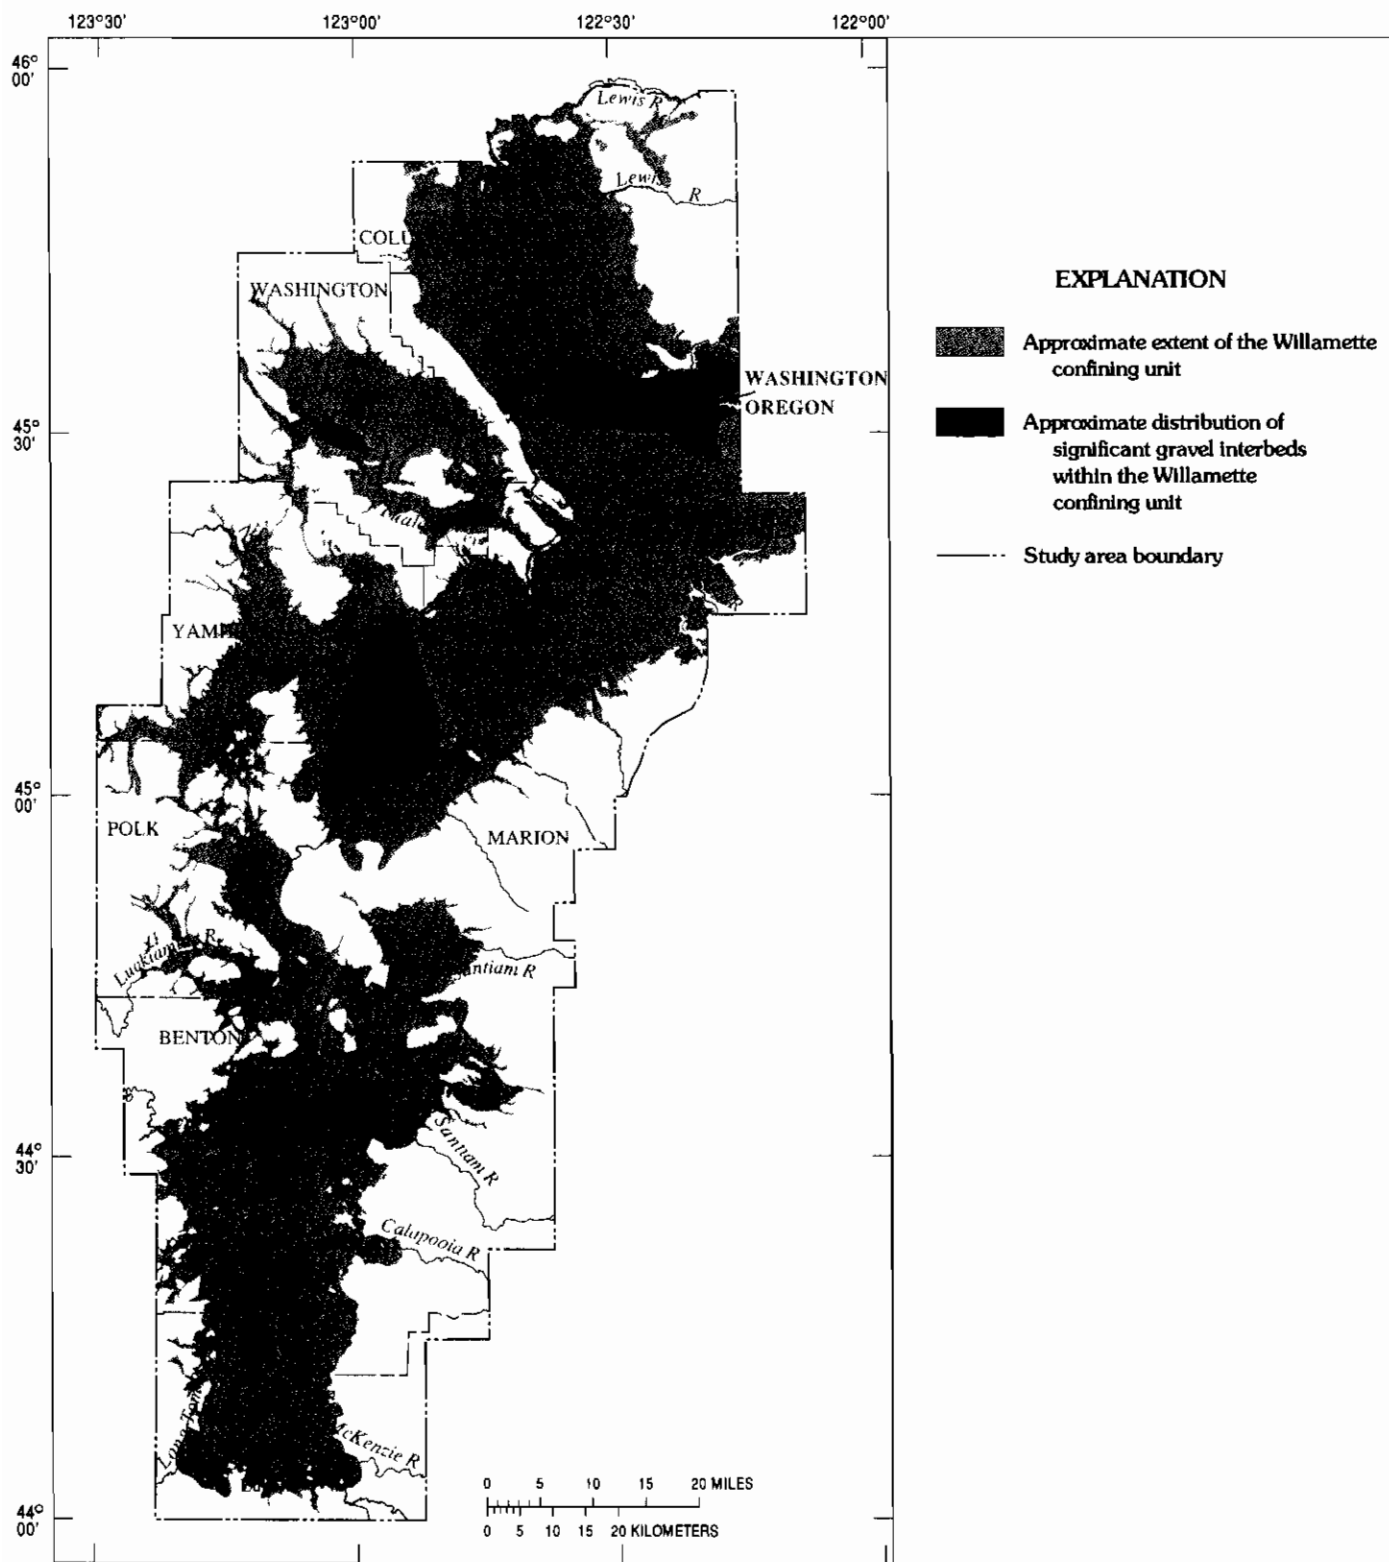 123°30' 123°00' 122°30' 122°00'
46°
00'
Lewis R
Lewis
R
COLU
WASHINGTON
EXPLANATION
Approximate extent of the Willamette
confining unit
WASHINGTON
OREGON
Approximate distribution of
significant gravel interbeds
within the Willamette
confining unit
45°
30'
Study area boundary
YAM
45°
00'
POLK
MARION
Luckiamute R
Santiam R
BENTON
44°
30'
Santiam R
Calapooia R
McKenzie R
0 5 10 15 20 MILES
0 5 10 15 20 KILOMETERS
44°
00'